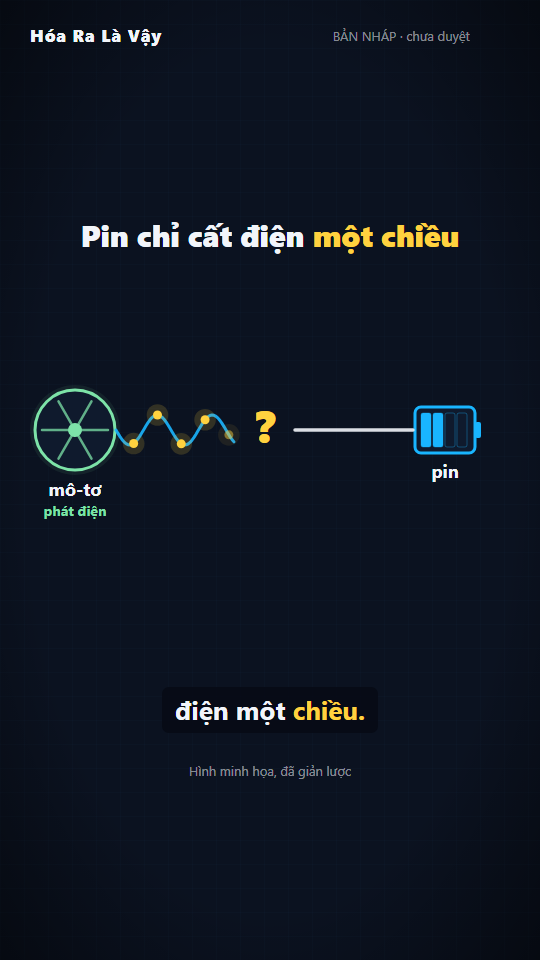 Hóa Ra Là Vậy
BẢN NHÁP · chưa duyệt
Pin chỉ cất điện một chiều
?
mô-tơ
phát điện
pin
điện một chiều.
Hình minh họa, đã giản lược